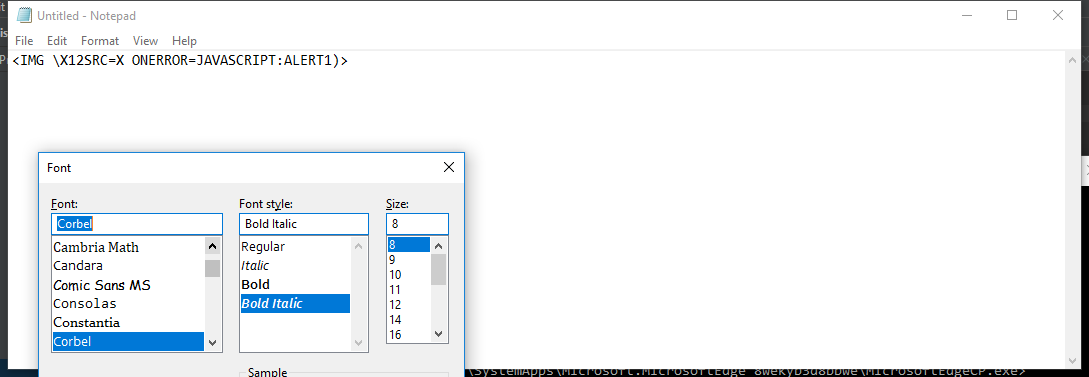 Untitled - Notepad
File Edit Format View Help
<IMG \X12SRC=X ONERROR=JAVASCRIPT:ALERT1)>
Font
Font: Font style: Size:
Corbel Bold Italic 8
Cambria Math Regular 8
Candara Italic 9
Comic Sans MS Bold 10
Consolas Bold Italic 11
Constantia 12
Corbel 14
16
Sample
\SystemApps\Microsoft.MicrosoftEdge_8wekyb3d8bbwe\MicrosoftEdgeCP.exe>